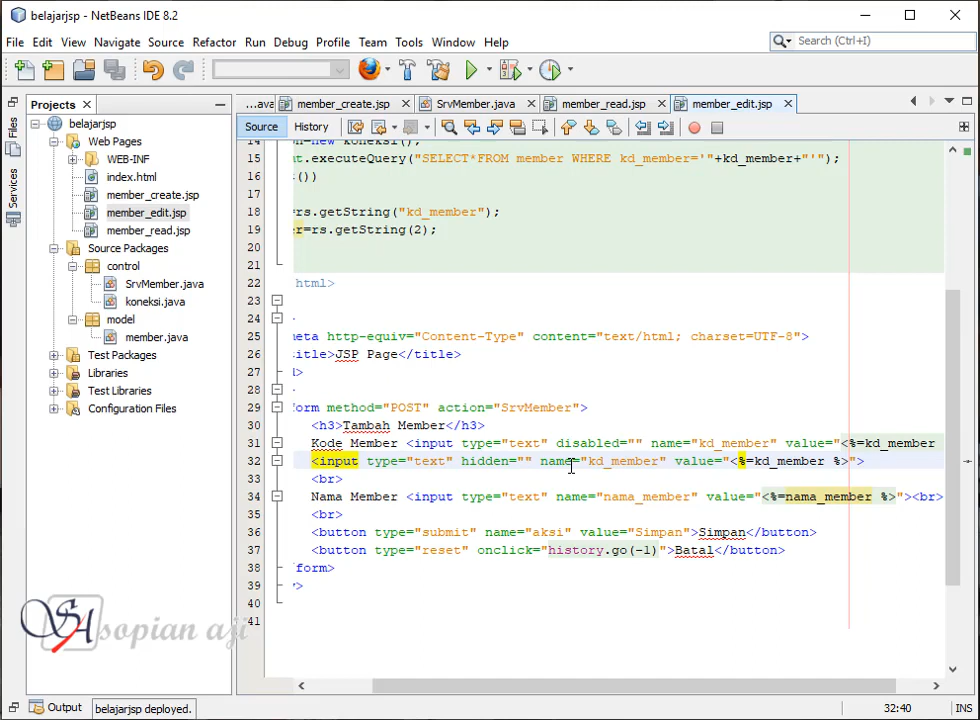 belajarjsp - NetBeans IDE 8.2
File Edit View Navigate Source Refactor Run Debug Profile Team Tools Window Help
Search (Ctrl+I)
Projects
...ava member_create.jsp SrvMember.java member_read.jsp member_edit.jsp
Source History
Files
Services
belajarjsp
Web Pages
WEB-INF
index.html
member_create.jsp
member_edit.jsp
member_read.jsp
Source Packages
control
SrvMember.java
koneksi.java
model
member.java
Test Packages
Libraries
Test Libraries
Configuration Files
14 on=new koneksi();
15 t.executeQuery("SELECT*FROM member WHERE kd_member='"+kd_member+"'");
16 ())
17
18 =rs.getString("kd_member");
19 er=rs.getString(2);
20
21
22 html>
23
24
25 meta http-equiv="Content-Type" content="text/html; charset=UTF-8">
26 itle>JSP Page</title>
27 d>
28
29 form method="POST" action="SrvMember">
30 <h3>Tambah Member</h3>
31 Kode Member <input type="text" disabled="" name="kd_member" value="<%=kd_member
32 <input type="text" hidden="" name="kd_member" value="<%=kd_member %>">
33 <br>
34 Nama Member <input type="text" name="nama_member" value="<%=nama_member %>"><br>
35 <br>
36 <button type="submit" name="aksi" value="Simpan">Simpan</button>
37 <button type="reset" onclick="history.go(-1)">Batal</button>
38 form>
39 >
40
41
SA sopian aji
Output
belajarjsp deployed.
32:40
INS